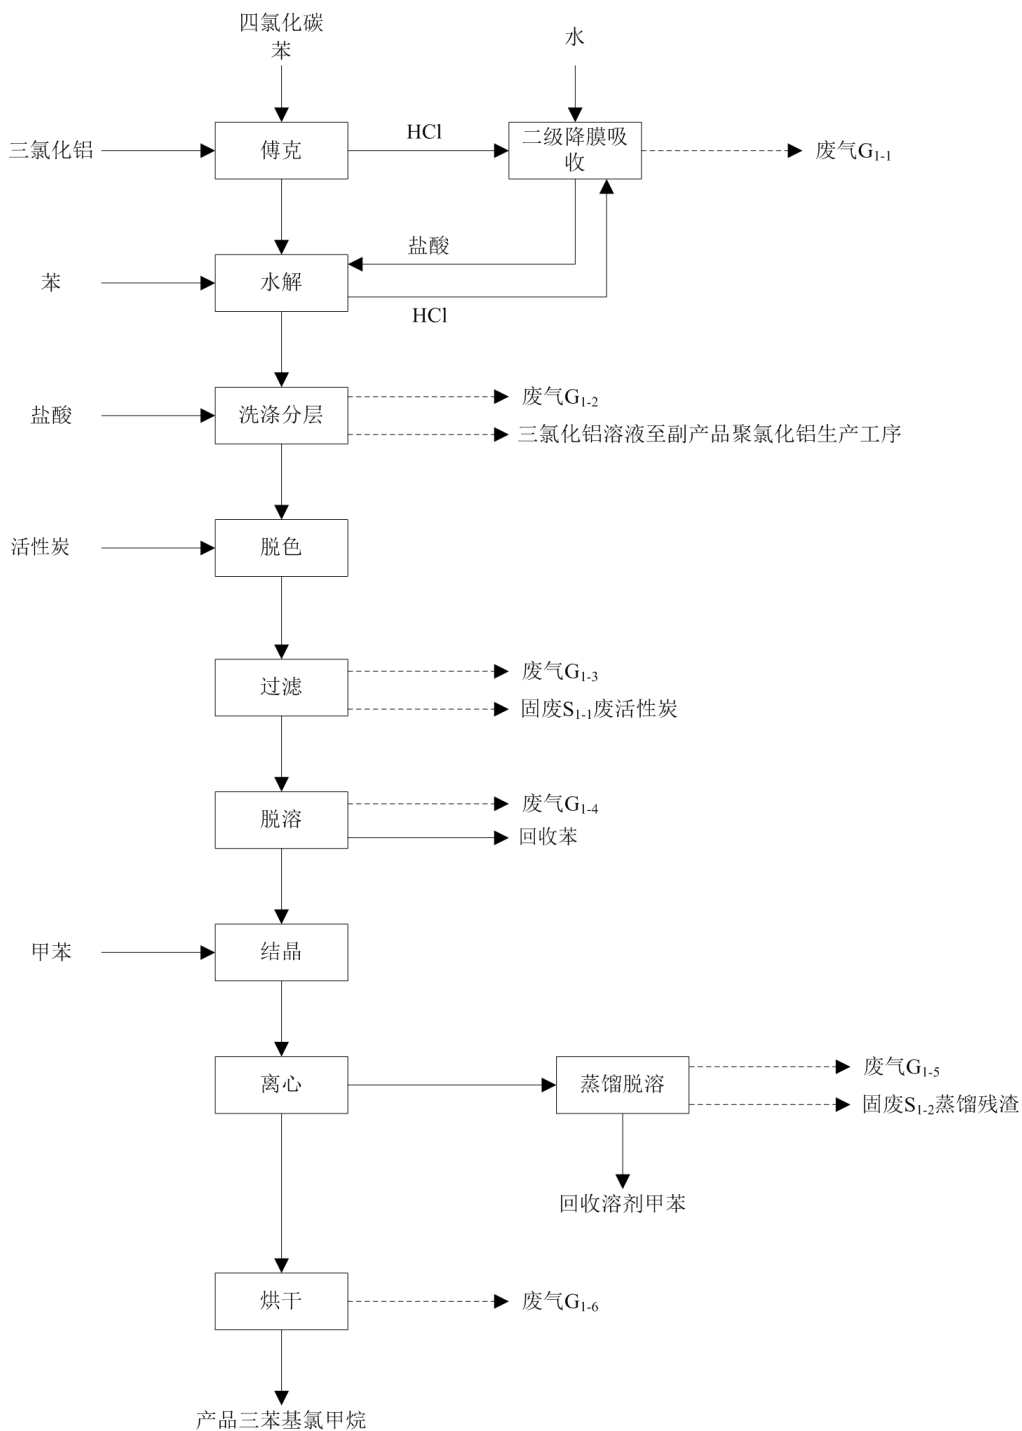 四氯化碳
苯
水
三氯化铝
傅克
HCl
二级降膜吸
收
废气G1-1
盐酸
苯
水解
HCl
盐酸
洗涤分层
废气G1-2
三氯化铝溶液至副产品聚氯化铝生产工序
活性炭
脱色
过滤
废气G1-3
固废S1-1废活性炭
脱溶
废气G1-4
回收苯
甲苯
结晶
离心
蒸馏脱溶
废气G1-5
固废S1-2蒸馏残渣
回收溶剂甲苯
烘干
废气G1-6
产品三苯基氯甲烷